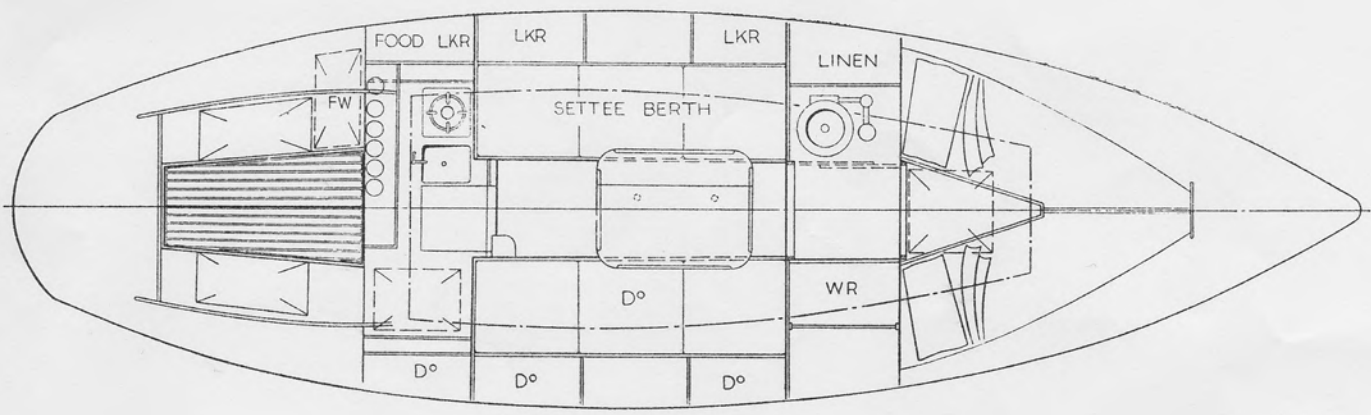 FOOD LKR
LKR
LKR
LINEN
FW
SETTEE BERTH
Dº
WR
Dº
Dº
Dº